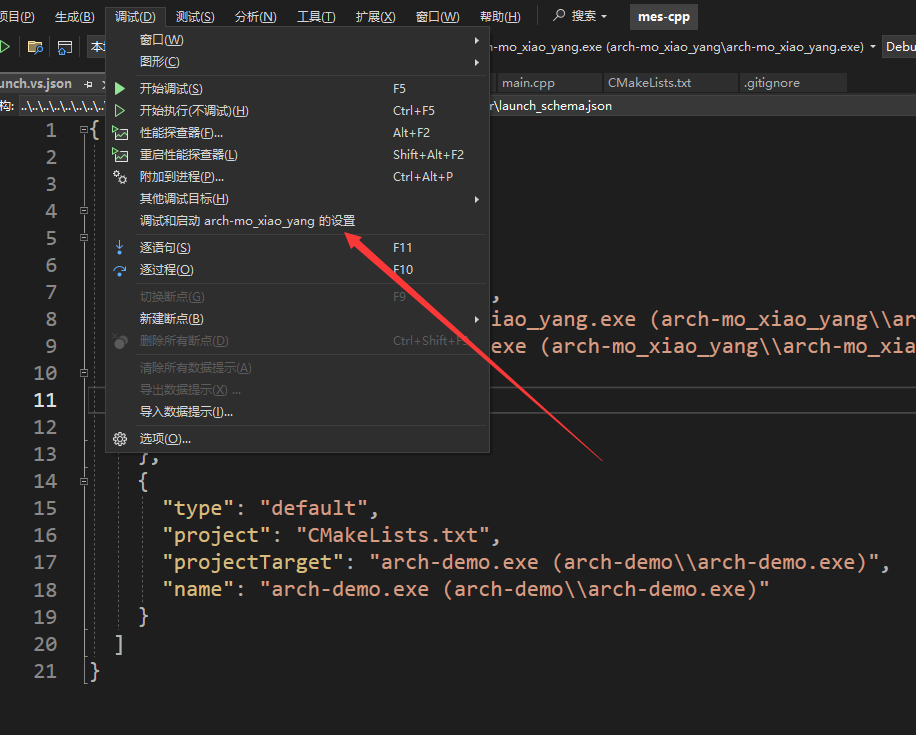 项目(P) 生成(B) 调试(D) 测试(S) 分析(N) 工具(T) 扩展(X) 窗口(W) 帮助(H) 搜索 mes-cpp
本 -mo_xiao_yang.exe (arch-mo_xiao_yang\arch-mo_xiao_yang.exe) Debu
unch.vs.json main.cpp CMakeLists.txt .gitignore
构: ..\..\..\..\..\..\.. r\launch_schema.json
窗口(W)
图形(C)
开始调试(S) F5
开始执行(不调试)(H) Ctrl+F5
性能探查器(F)... Alt+F2
重启性能探查器(L) Shift+Alt+F2
附加到进程(P)... Ctrl+Alt+P
其他调试目标(H)
调试和启动 arch-mo_xiao_yang 的设置
逐语句(S) F11
逐过程(O) F10
切换断点(G) F9
新建断点(B)
删除所有断点(D) Ctrl+Shift+F9
清除所有数据提示(A)
导出数据提示(X) ...
导入数据提示(I)...
选项(O)...
1 {
2
3
4
5
6
7 ,
8 iao_yang.exe (arch-mo_xiao_yang\\ar
9 exe (arch-mo_xiao_yang\\arch-mo_xia
10
11
12
13 },
14 {
15 "type": "default",
16 "project": "CMakeLists.txt",
17 "projectTarget": "arch-demo.exe (arch-demo\\arch-demo.exe)",
18 "name": "arch-demo.exe (arch-demo\\arch-demo.exe)"
19 }
20 ]
21 }